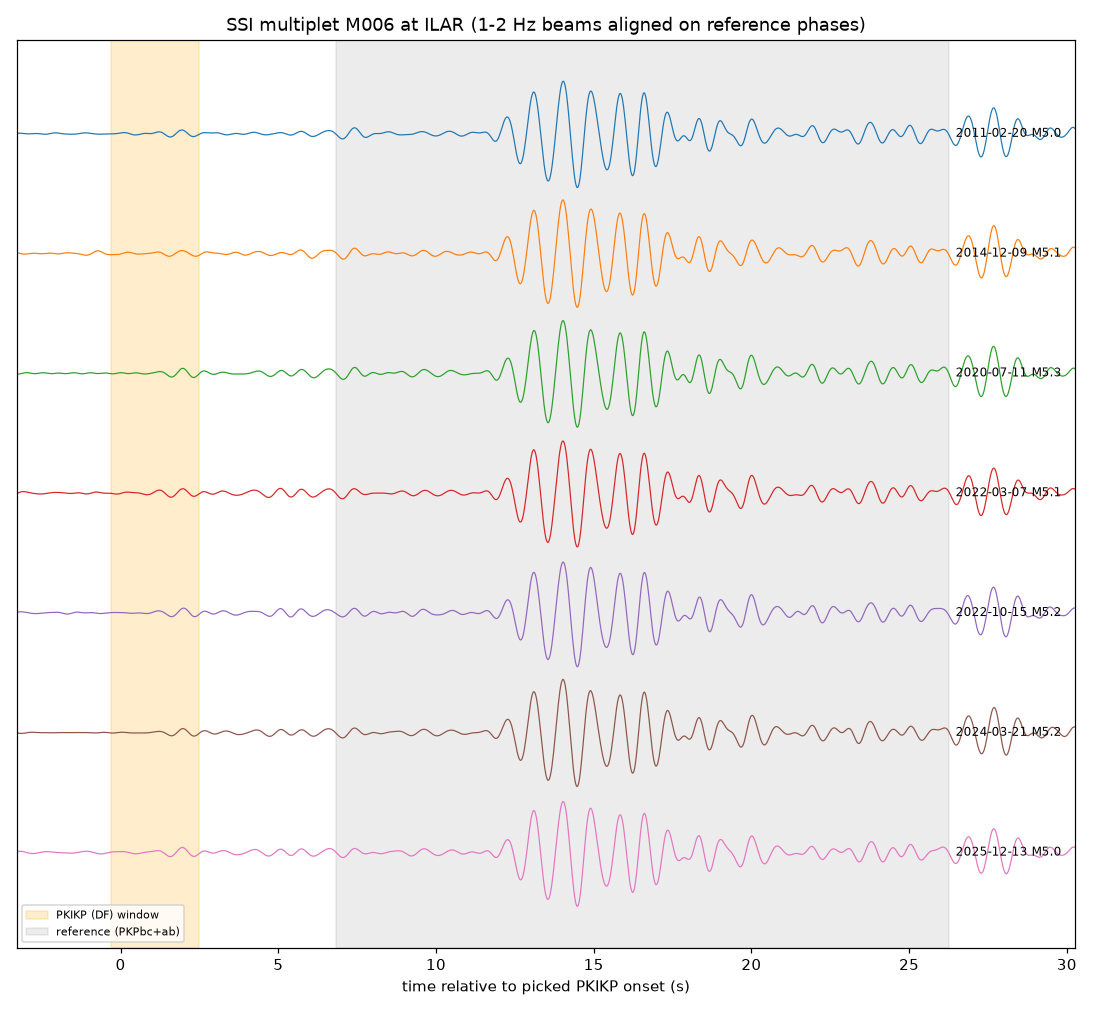 SSI multiplet M006 at ILAR (1-2 Hz beams aligned on reference phases)
2011-02-20 M5.0
2014-12-09 M5.1
2020-07-11 M5.3
2022-03-07 M5.1
2022-10-15 M5.2
2024-03-21 M5.2
2025-12-13 M5.0
PKIKP (DF) window
reference (PKPbc+ab)
0 5 10 15 20 25 30
time relative to picked PKIKP onset (s)